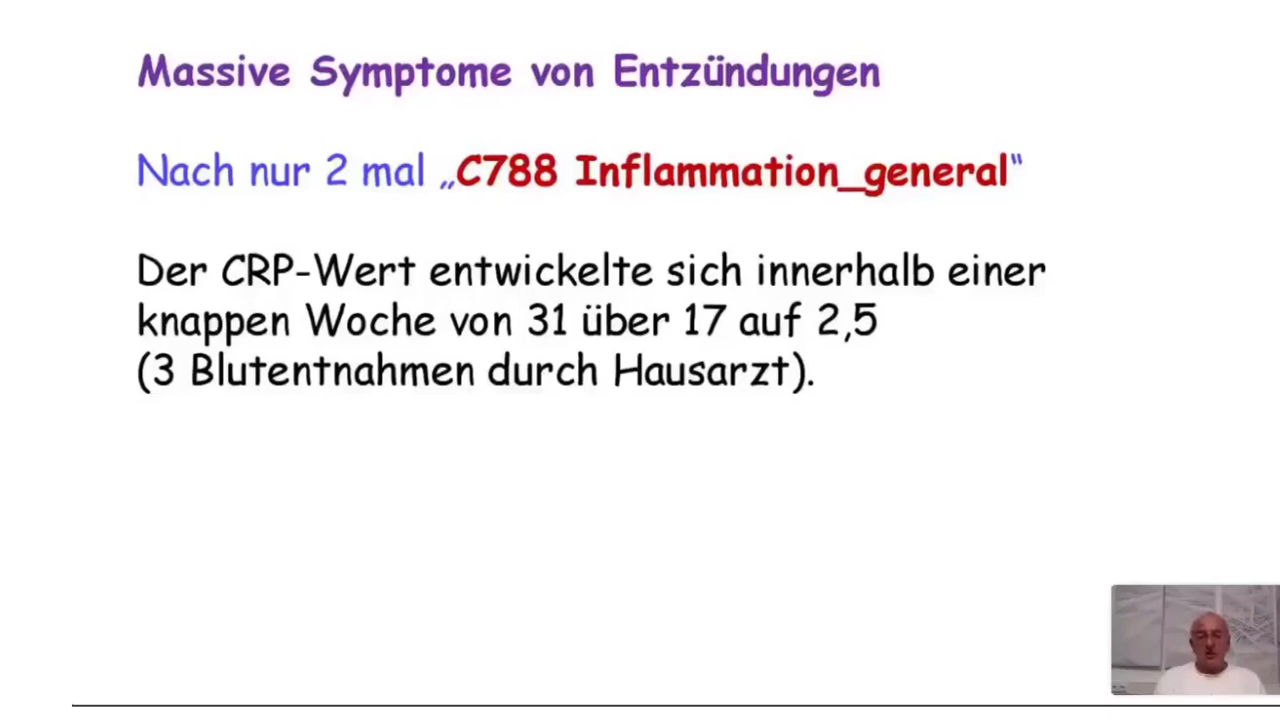 Massive Symptome von Entzündungen
Nach nur 2 mal „C788 Inflammation_general“
Der CRP-Wert entwickelte sich innerhalb einer
knappen Woche von 31 über 17 auf 2,5
(3 Blutentnahmen durch Hausarzt).